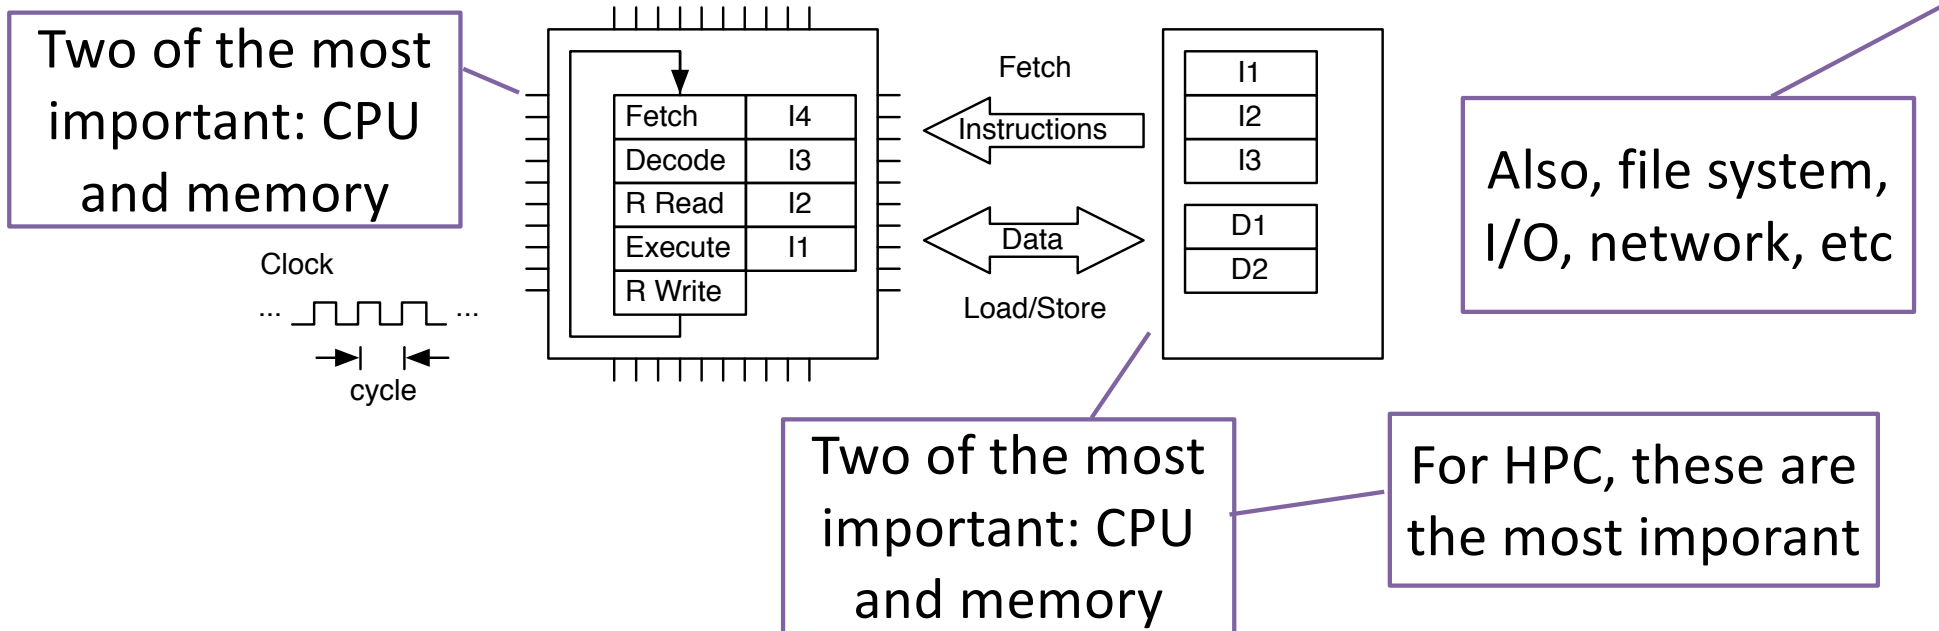 Two of the most
important: CPU
and memory
Clock
... ...
cycle
Fetch I4
Decode I3
R Read I2
Execute I1
R Write
Fetch
Instructions
Data
Load/Store
I1
I2
I3
D1
D2
Also, file system,
I/O, network, etc
Two of the most
important: CPU
and memory
For HPC, these are
the most imporant